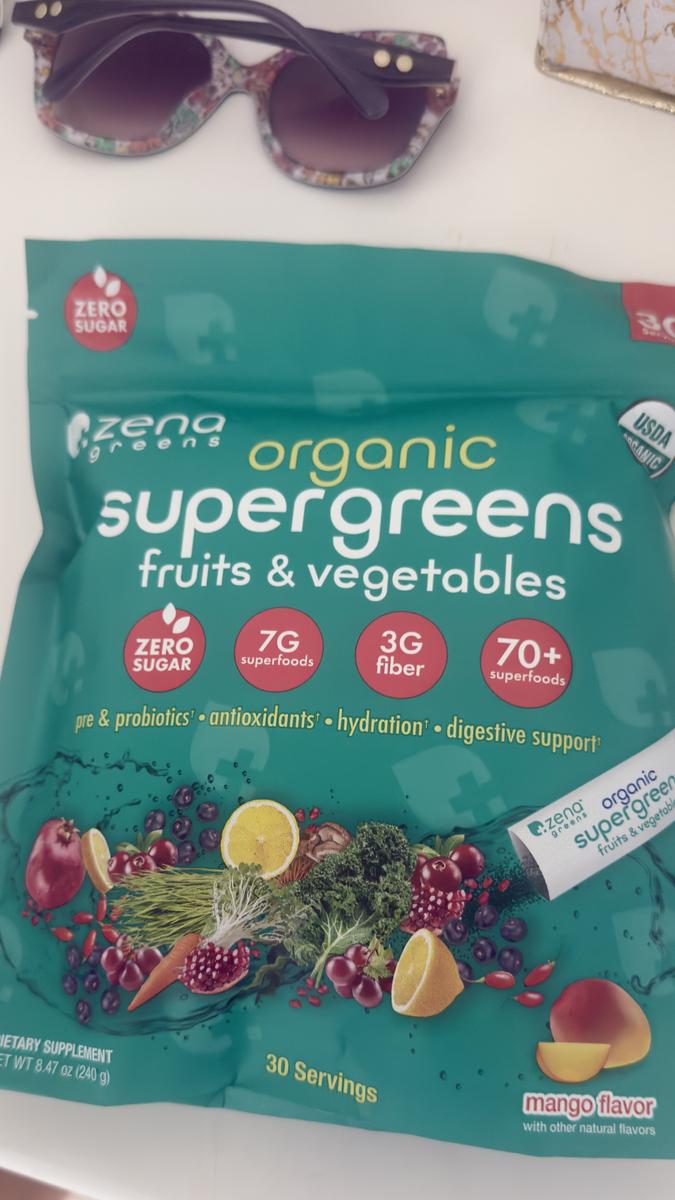 ZERO
SUGAR
30
zena
greens
USDA
ORGANIC
organic
supergreens
fruits & vegetables
ZERO
SUGAR
7G
superfoods
3G
fiber
70+
superfoods
pre & probiotics† • antioxidants† • hydration† • digestive support†
zena
greens
organic
supergreen
fruits & vegetabl
IETARY SUPPLEMENT
ET WT 8.47 oz (240 g)
30 Servings
mango flavor
with other natural flavors